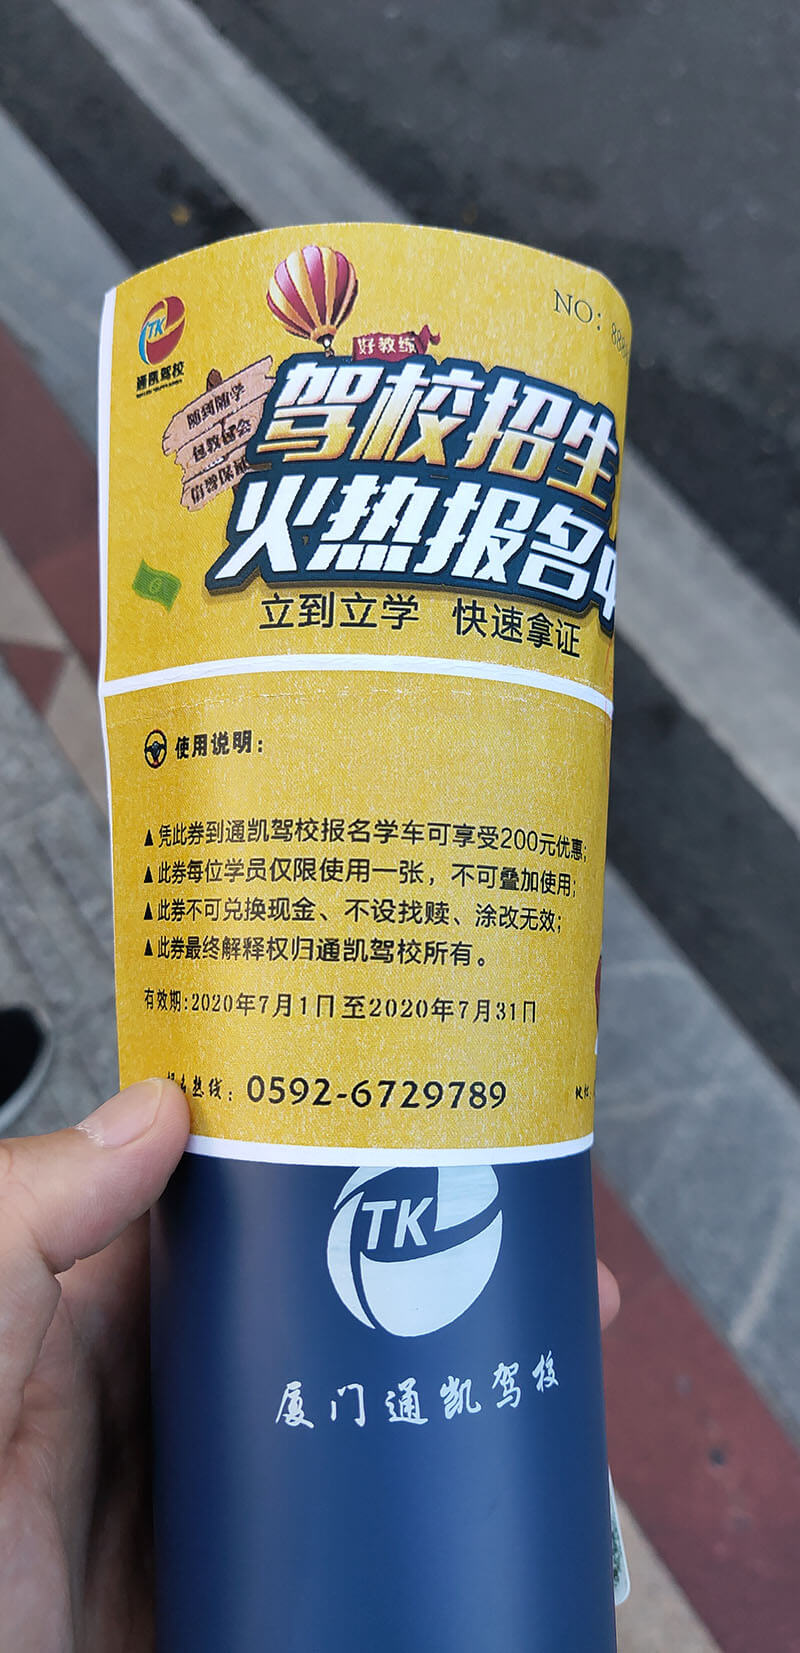 NO:
TK
通凯驾校
好教练
随到随学
包教包会
驾校招生
火热报名中
立到立学 快速拿证
使用说明:
▲凭此券到通凯驾校报名学车可享受200元优惠;
▲此券每位学员仅限使用一张，不可叠加使用;
▲此券不可兑换现金、不设找赎、涂改无效;
▲此券最终解释权归通凯驾校所有。
有效期:2020年7月1日至2020年7月31日
报名热线: 0592-6729789
TK
厦门通凯驾校